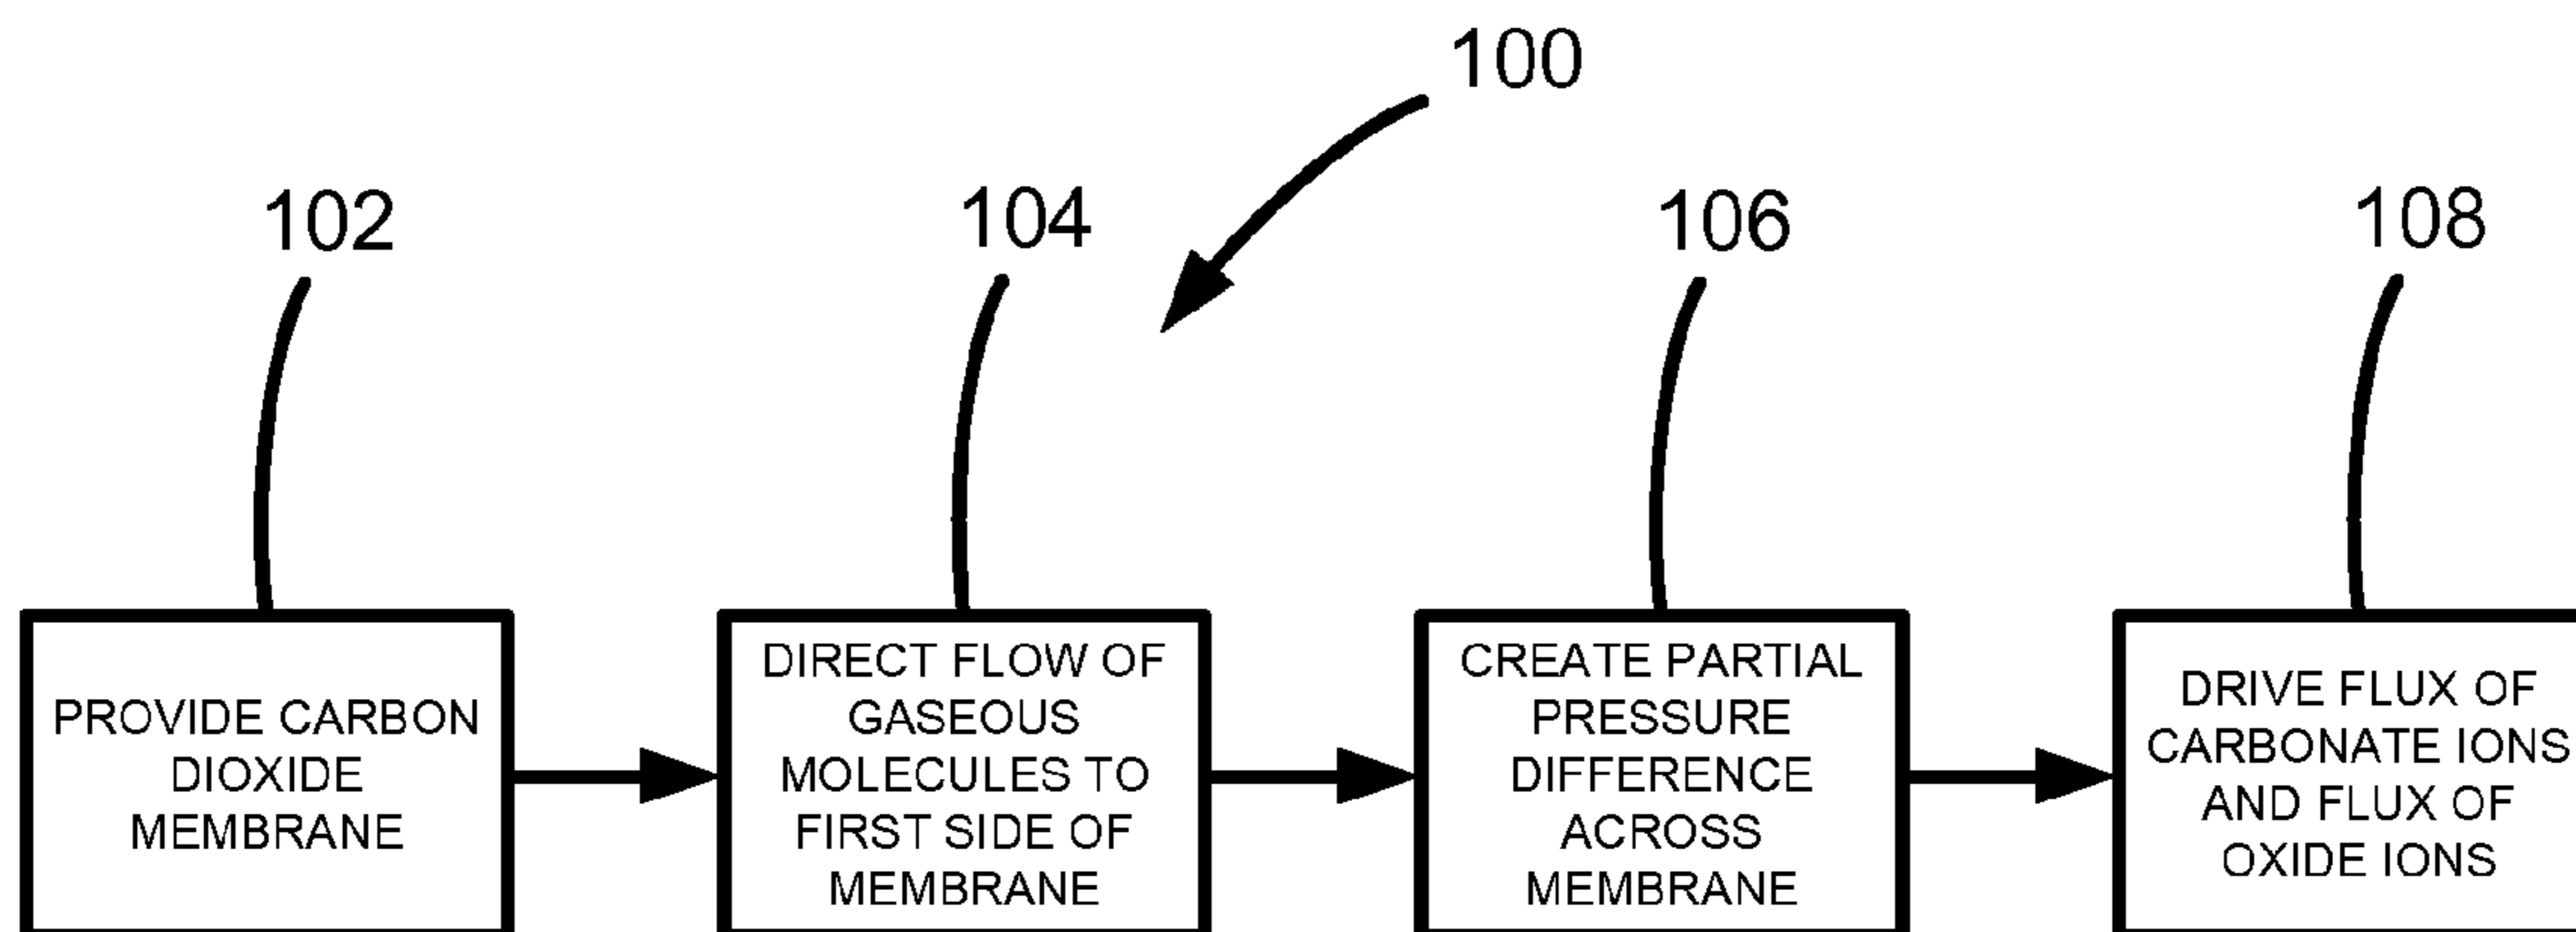 100
102
104
106
108
PROVIDE CARBON
DIOXIDE
MEMBRANE
DIRECT FLOW OF
GASEOUS
MOLECULES TO
FIRST SIDE OF
MEMBRANE
CREATE PARTIAL
PRESSURE
DIFFERENCE
ACROSS
MEMBRANE
DRIVE FLUX OF
CARBONATE IONS
AND FLUX OF
OXIDE IONS